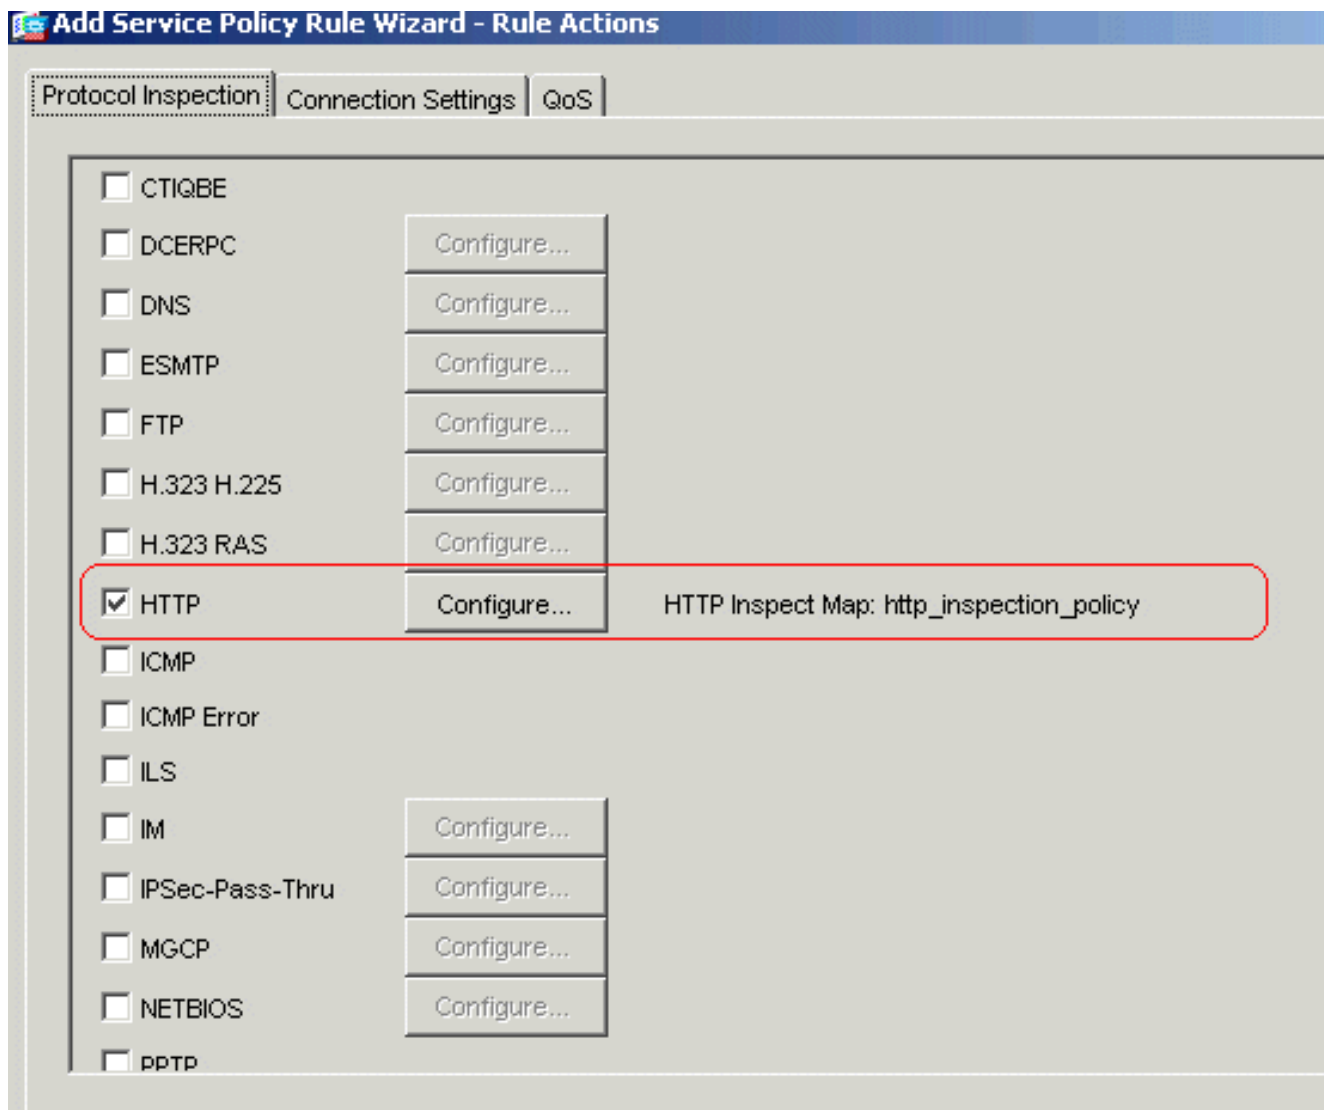 Add Service Policy Rule Wizard - Rule Actions
Protocol Inspection Connection Settings QoS
CTIQBE
DCERPC Configure...
DNS Configure...
ESMTP Configure...
FTP Configure...
H.323 H.225 Configure...
H.323 RAS Configure...
HTTP Configure... HTTP Inspect Map: http_inspection_policy
ICMP
ICMP Error
ILS
IM Configure...
IPSec-Pass-Thru Configure...
MGCP Configure...
NETBIOS Configure...
PPTP